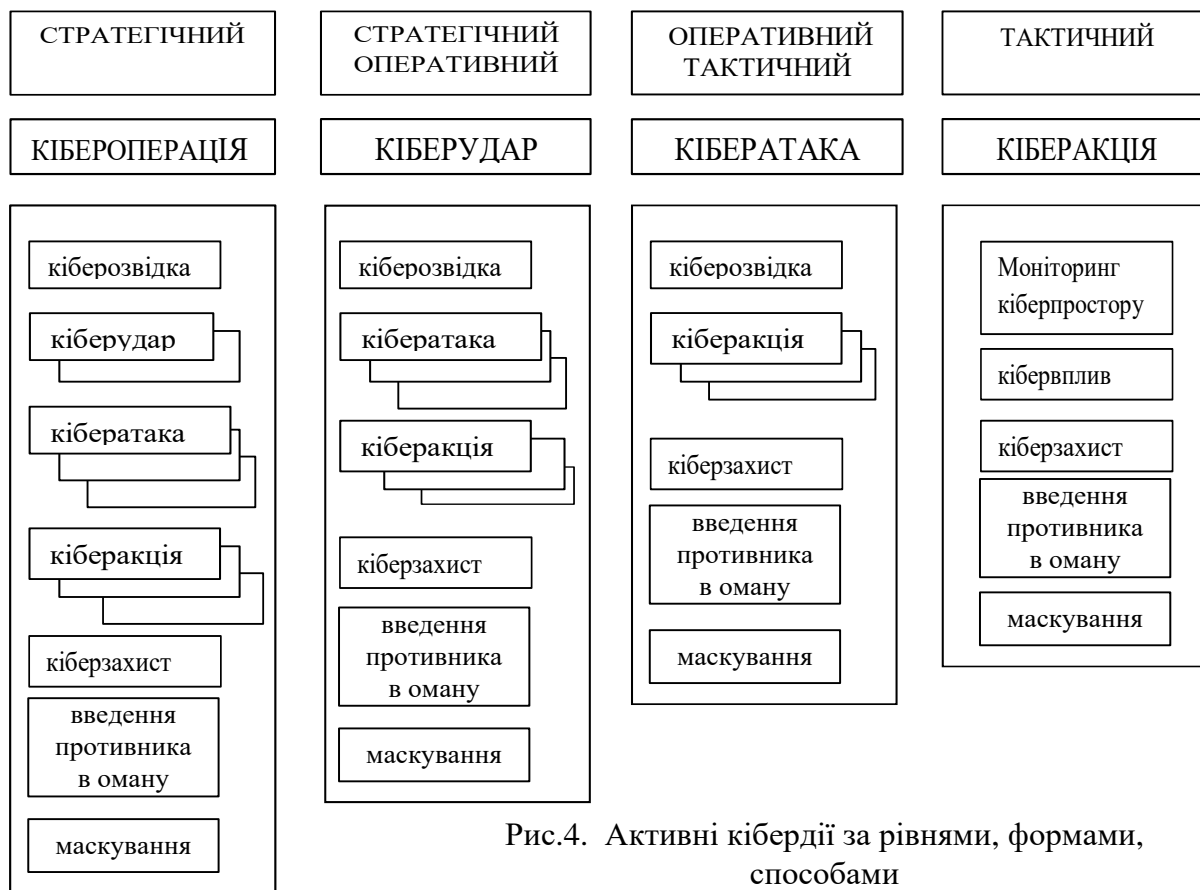 СТРАТЕГІЧНИЙ
СТРАТЕГІЧНИЙ
ОПЕРАТИВНИЙ
ОПЕРАТИВНИЙ
ТАКТИЧНИЙ
ТАКТИЧНИЙ
КІБЕРОПЕРАЦІЯ
КІБЕРУДАР
КІБЕРАТАКА
КІБЕРАКЦІЯ
кіберозвідка
кіберудар
кібератака
кіберакція
кіберзахист
введення
противника
в оману
маскування
кіберозвідка
кібератака
кіберакція
кіберзахист
введення
противника
в оману
маскування
кіберозвідка
кіберакція
кіберзахист
введення
противника
в оману
маскування
Моніторинг
кіберпростору
кібервплив
кіберзахист
введення
противника
в оману
маскування
Рис.4. Активні кібердії за рівнями, формами,
способами